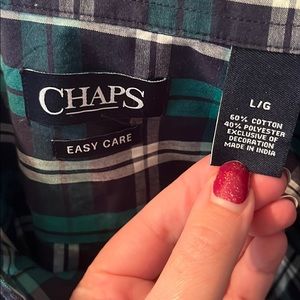 CHAPS
EASY CARE
L/G
60% COTTON
40% POLYESTER
EXCLUSIVE OF
DECORATION
MADE IN INDIA